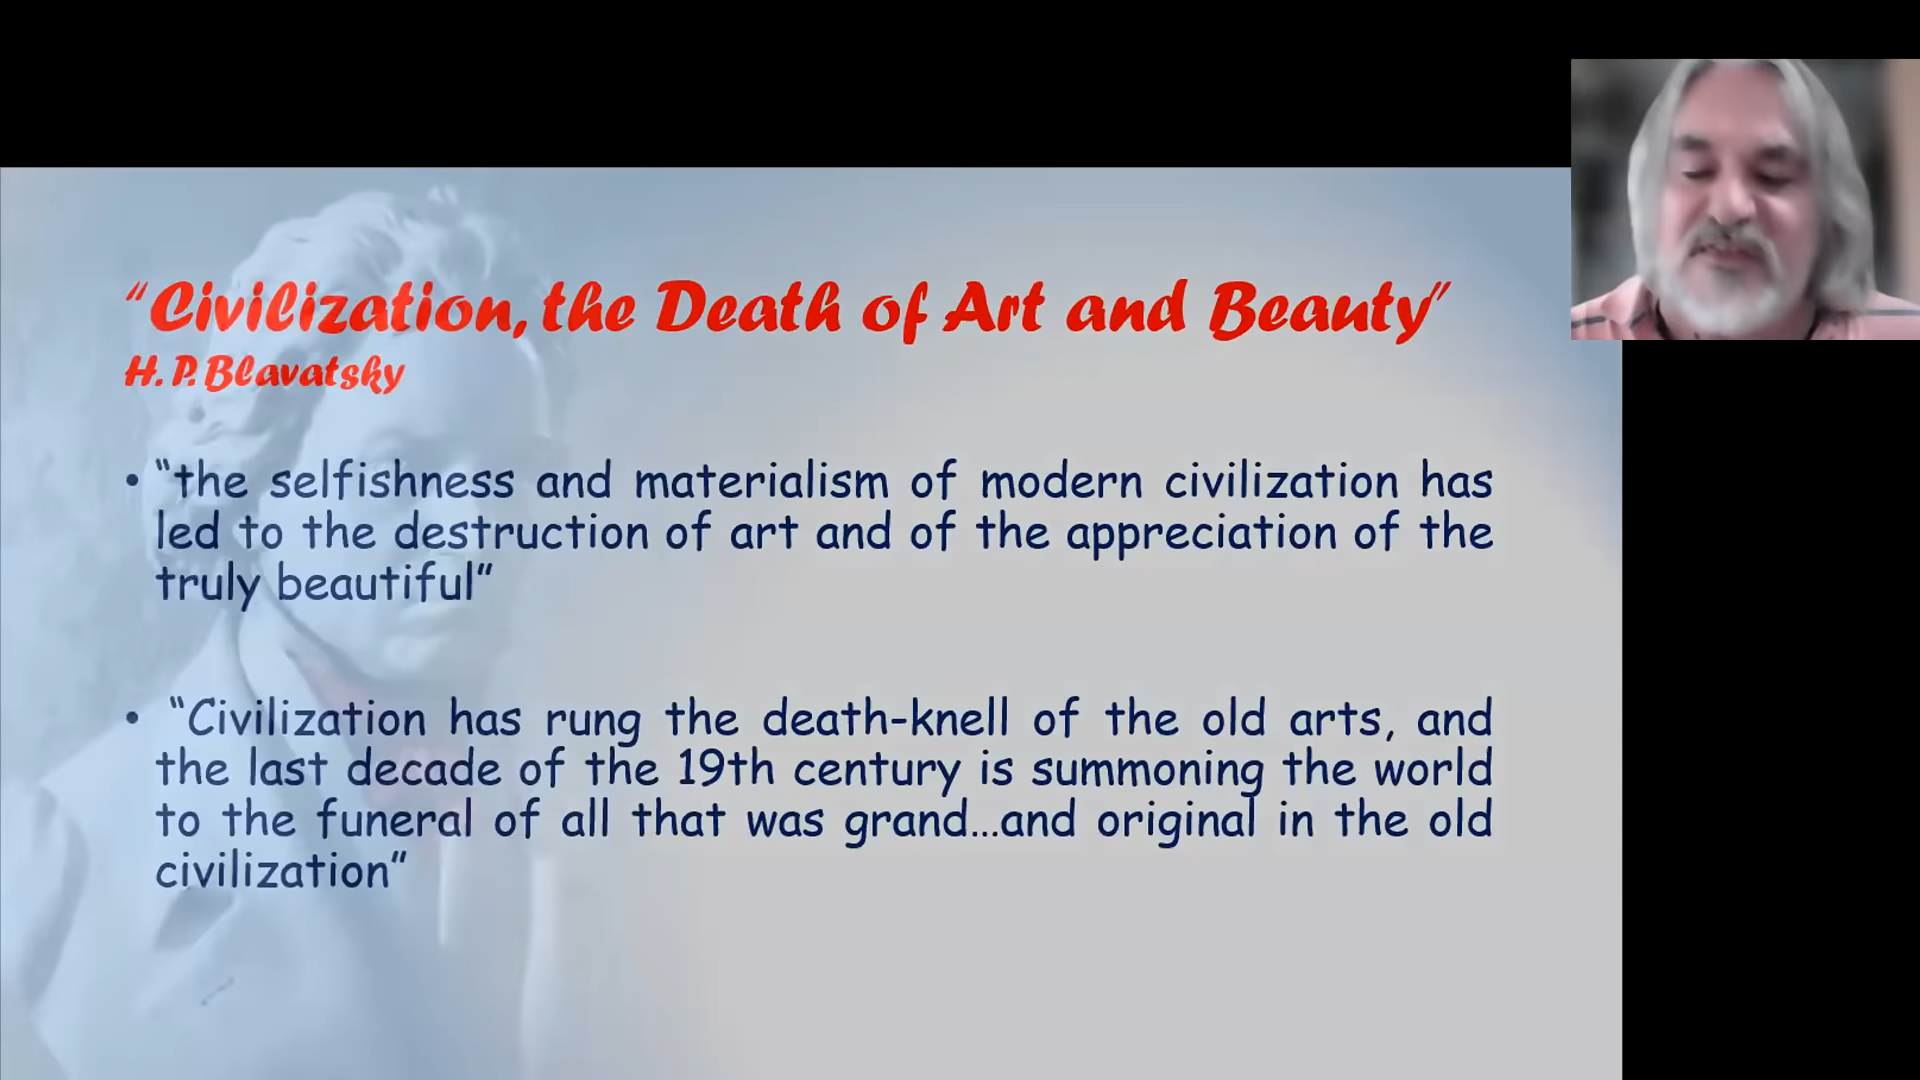 “Civilization, the Death of Art and Beauty”
H. P. Blavatsky
• “the selfishness and materialism of modern civilization has
led to the destruction of art and of the appreciation of the
truly beautiful”
• “Civilization has rung the death-knell of the old arts, and
the last decade of the 19th century is summoning the world
to the funeral of all that was grand…and original in the old
civilization”